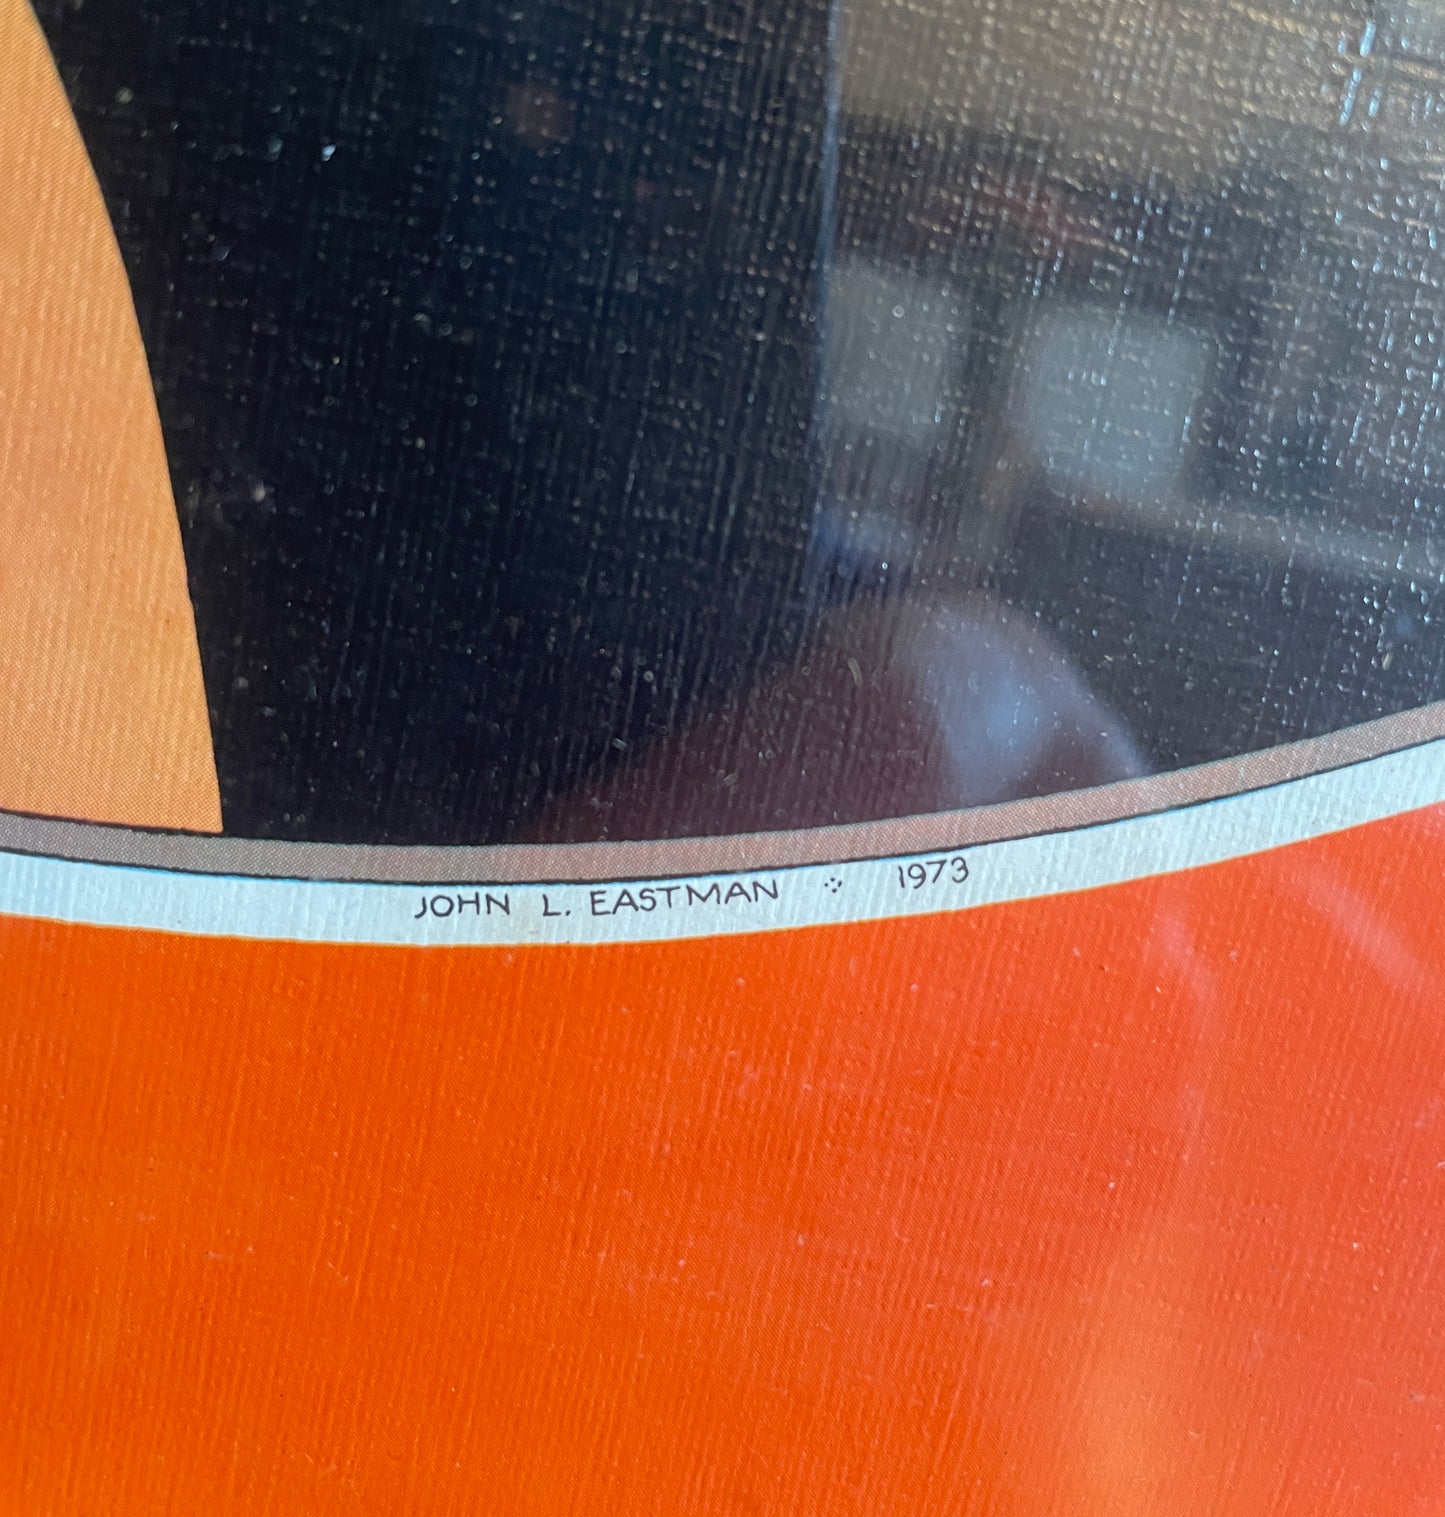 JOHN L. EASTMAN ⁘ 1973